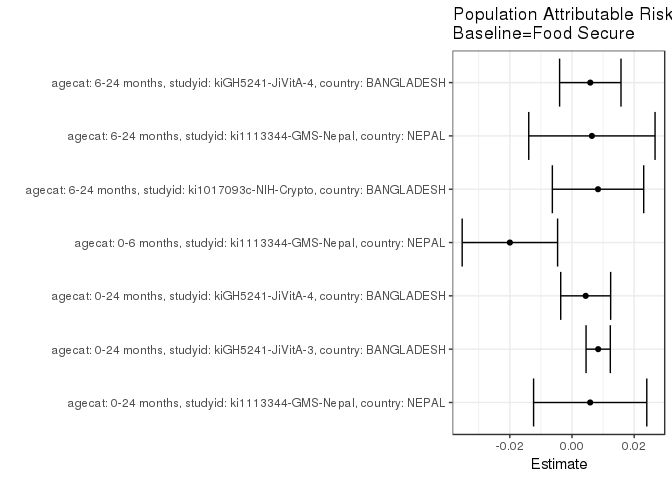 Population Attributable Risk
Baseline=Food Secure
agecat: 6-24 months, studyid: kiGH5241-JiVitA-4, country: BANGLADESH
agecat: 6-24 months, studyid: ki1113344-GMS-Nepal, country: NEPAL
agecat: 6-24 months, studyid: ki1017093c-NIH-Crypto, country: BANGLADESH
agecat: 0-6 months, studyid: ki1113344-GMS-Nepal, country: NEPAL
agecat: 0-24 months, studyid: kiGH5241-JiVitA-4, country: BANGLADESH
agecat: 0-24 months, studyid: kiGH5241-JiVitA-3, country: BANGLADESH
agecat: 0-24 months, studyid: ki1113344-GMS-Nepal, country: NEPAL
-0.02 0.00 0.02
Estimate